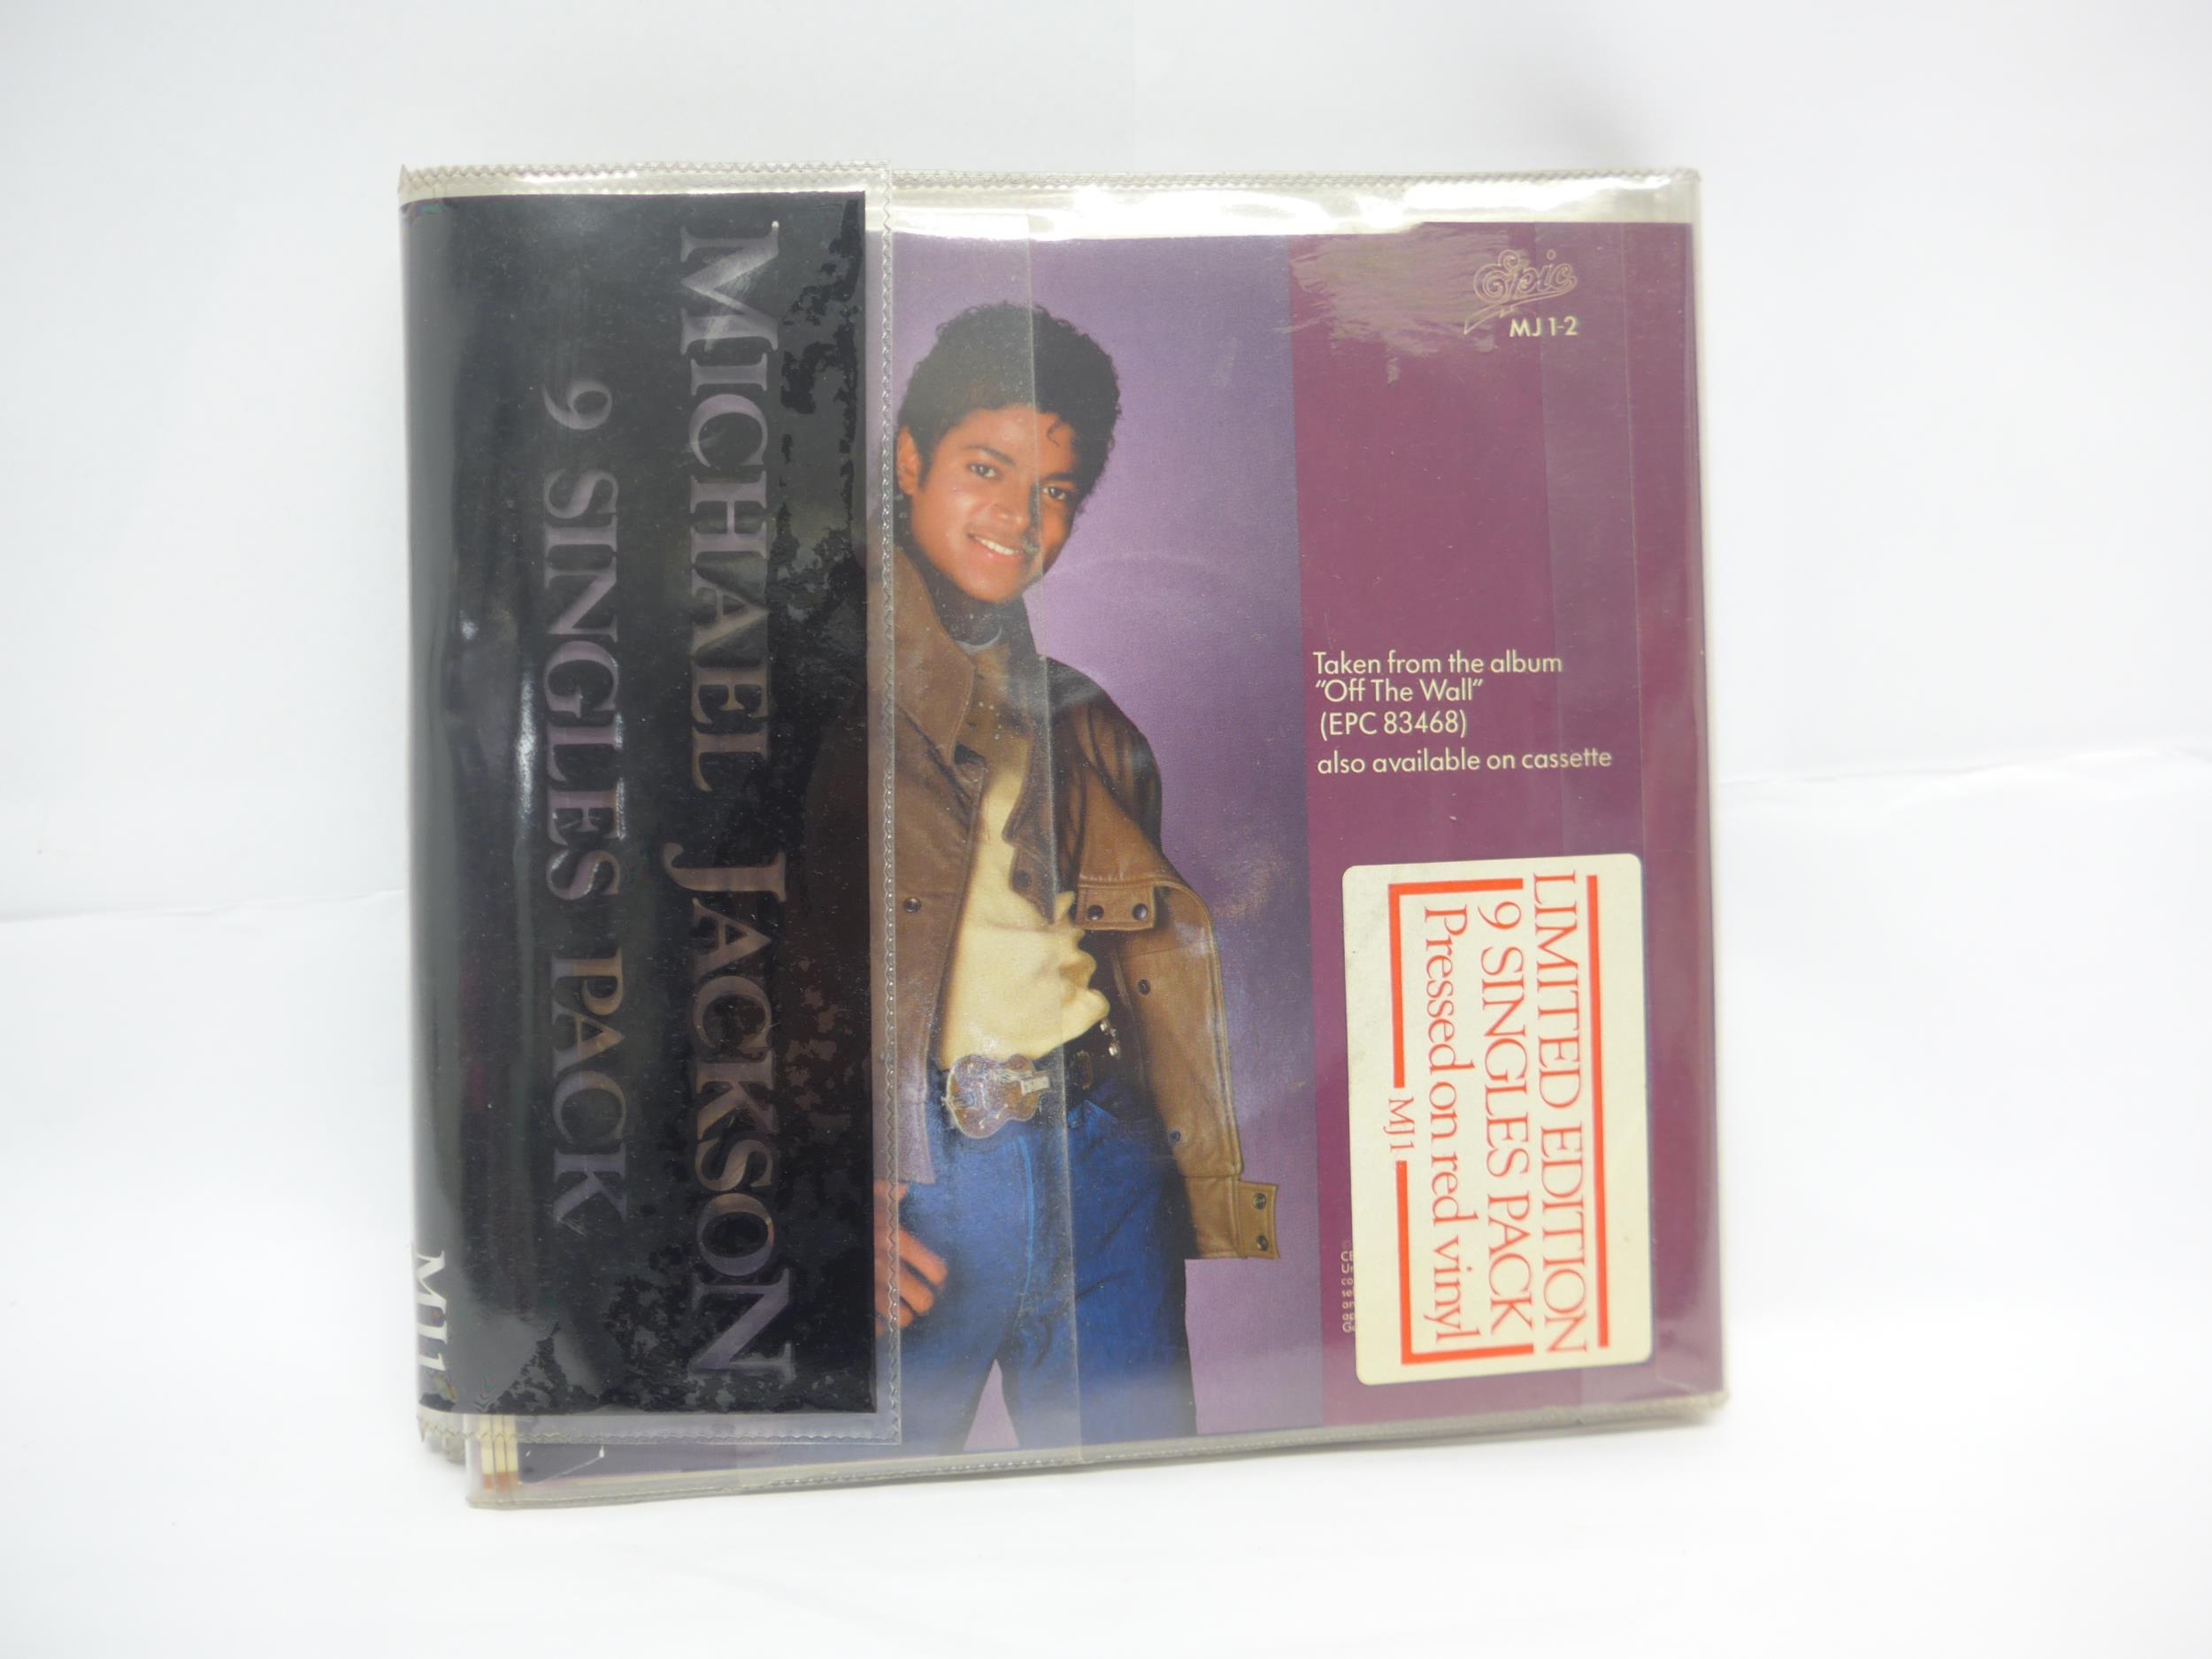 MICHAEL JACKSON
9 SINGLES PACK
MJ1
Epic
MJ 1-2
Taken from the album
“Off The Wall”
(EPC 83468)
also available on cassette
LIMITED EDITION
9 SINGLES PACK
Pressed on red vinyl
MJ1